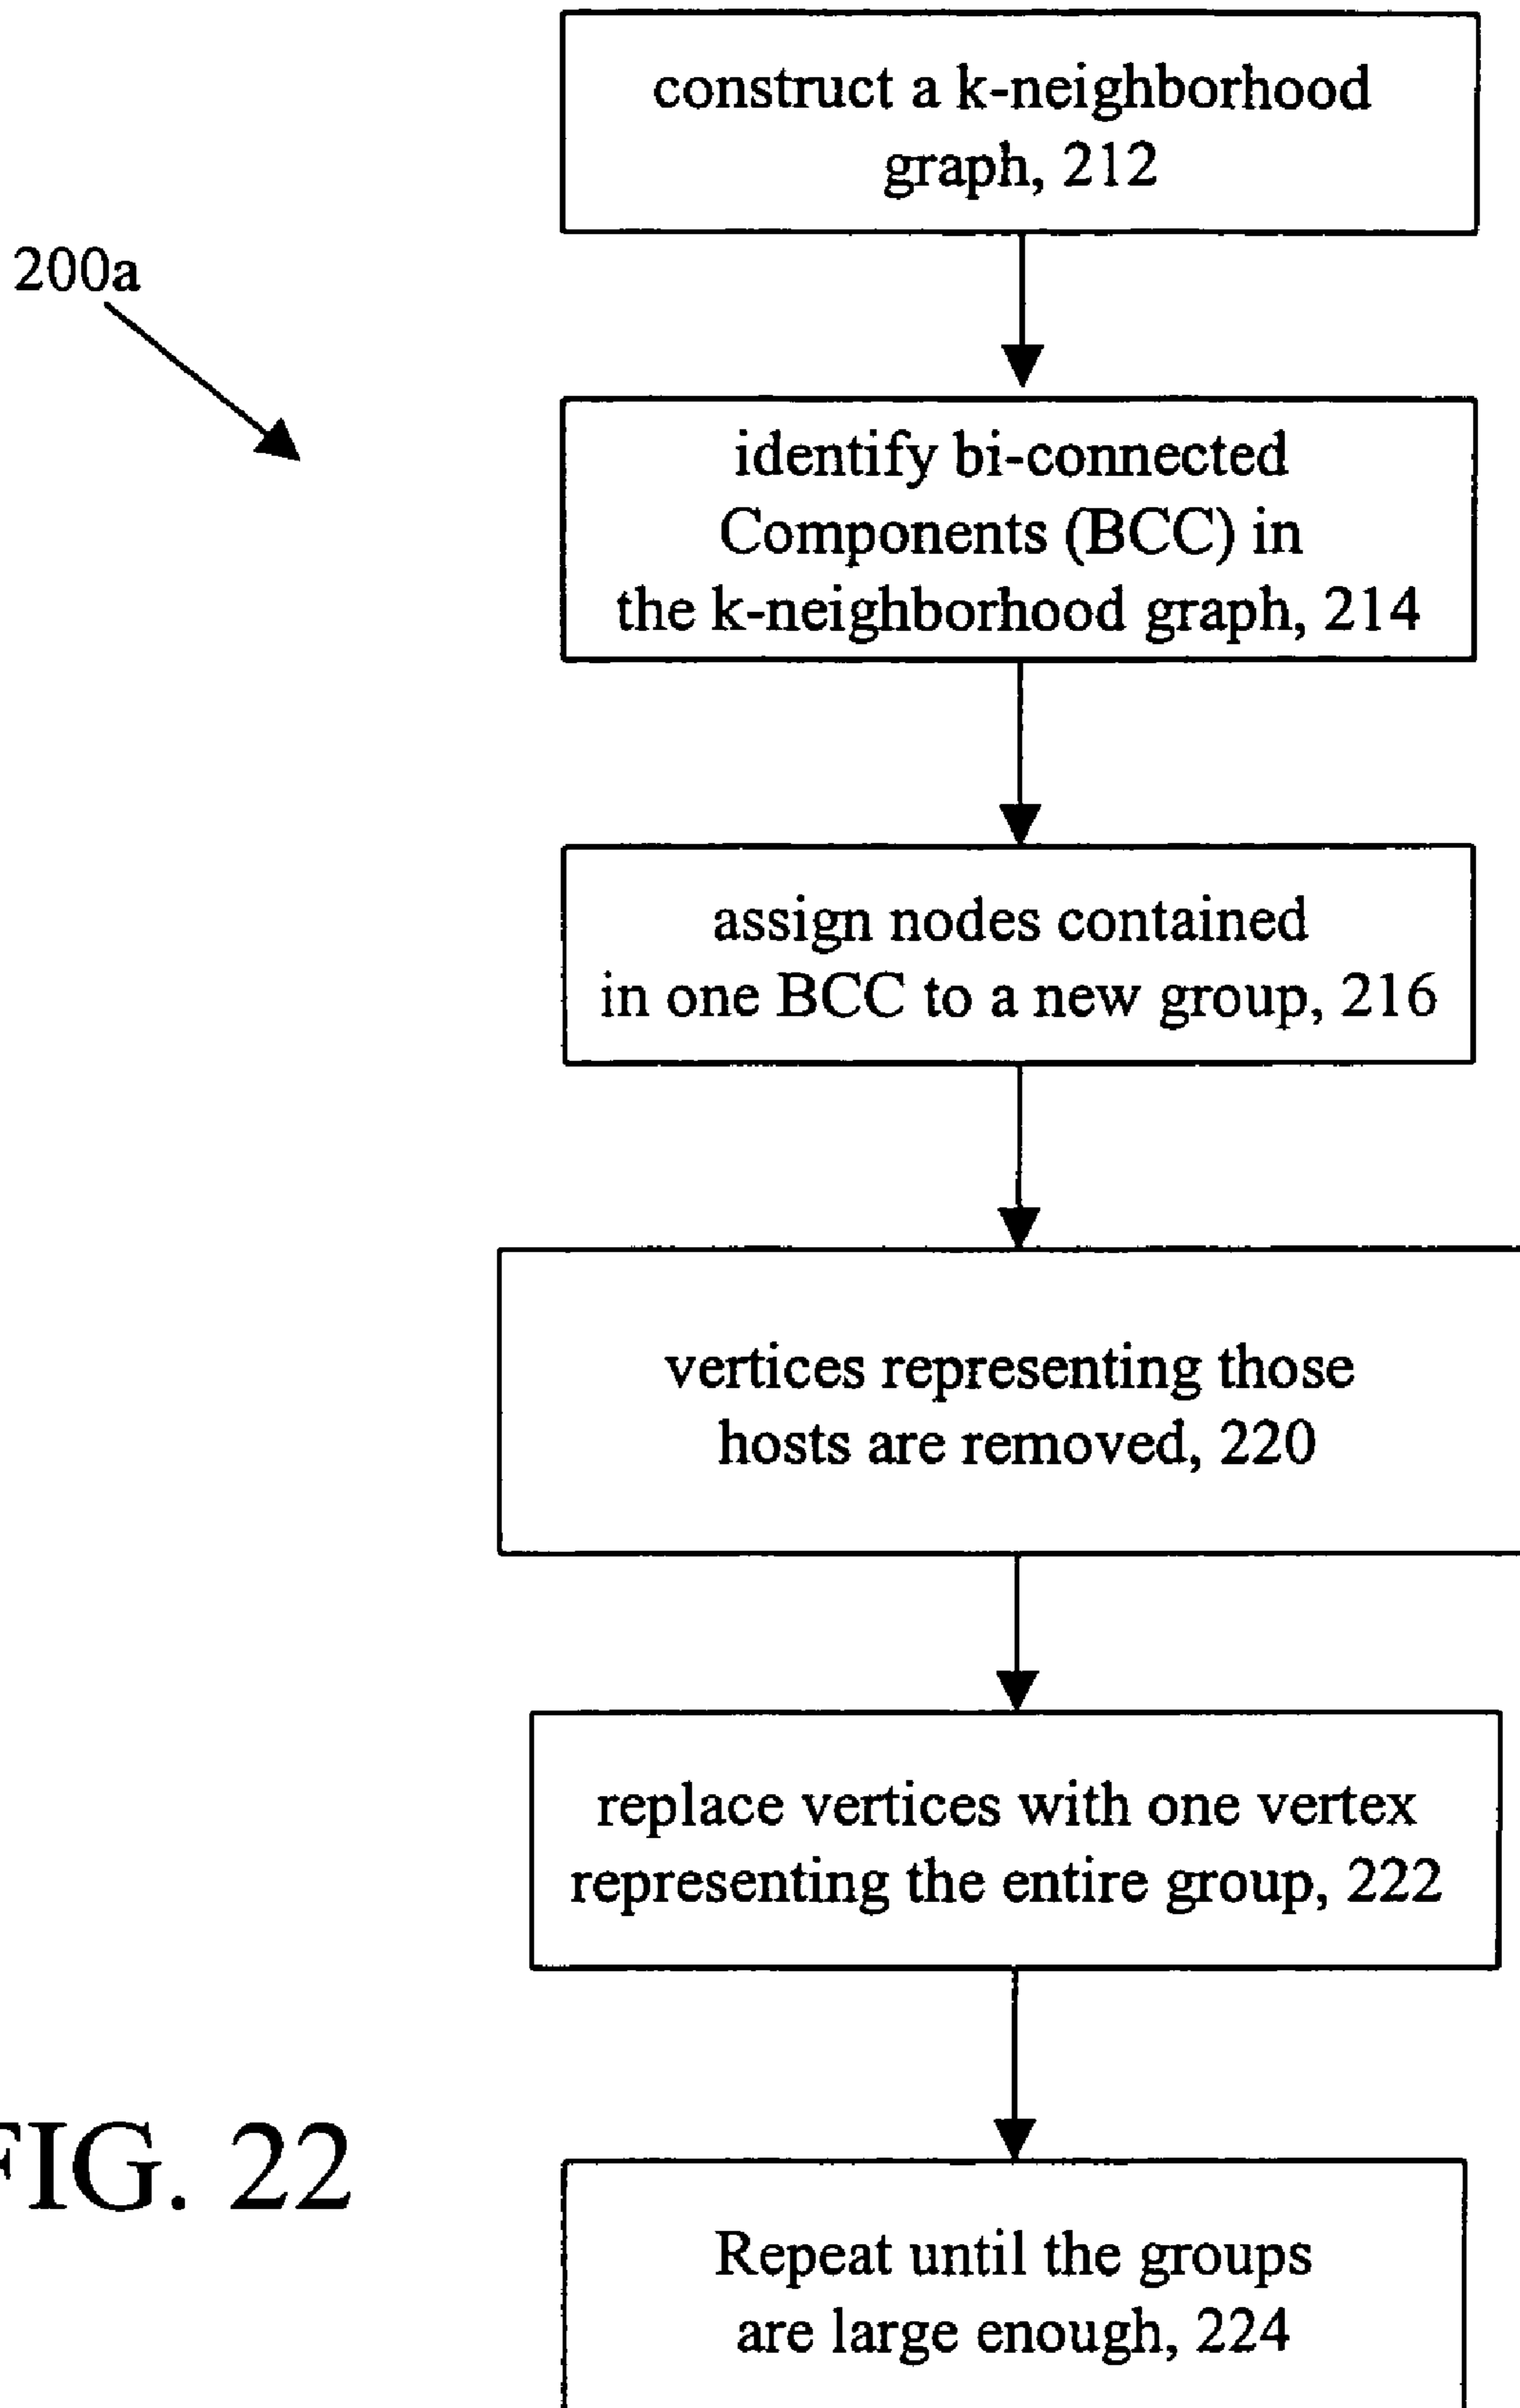 construct a k-neighborhood
graph, 212
200a
identify bi-connected
Components (BCC) in
the k-neighborhood graph, 214
assign nodes contained
in one BCC to a new group, 216
vertices representing those
hosts are removed, 220
replace vertices with one vertex
representing the entire group, 222
FIG. 22
Repeat until the groups
are large enough, 224